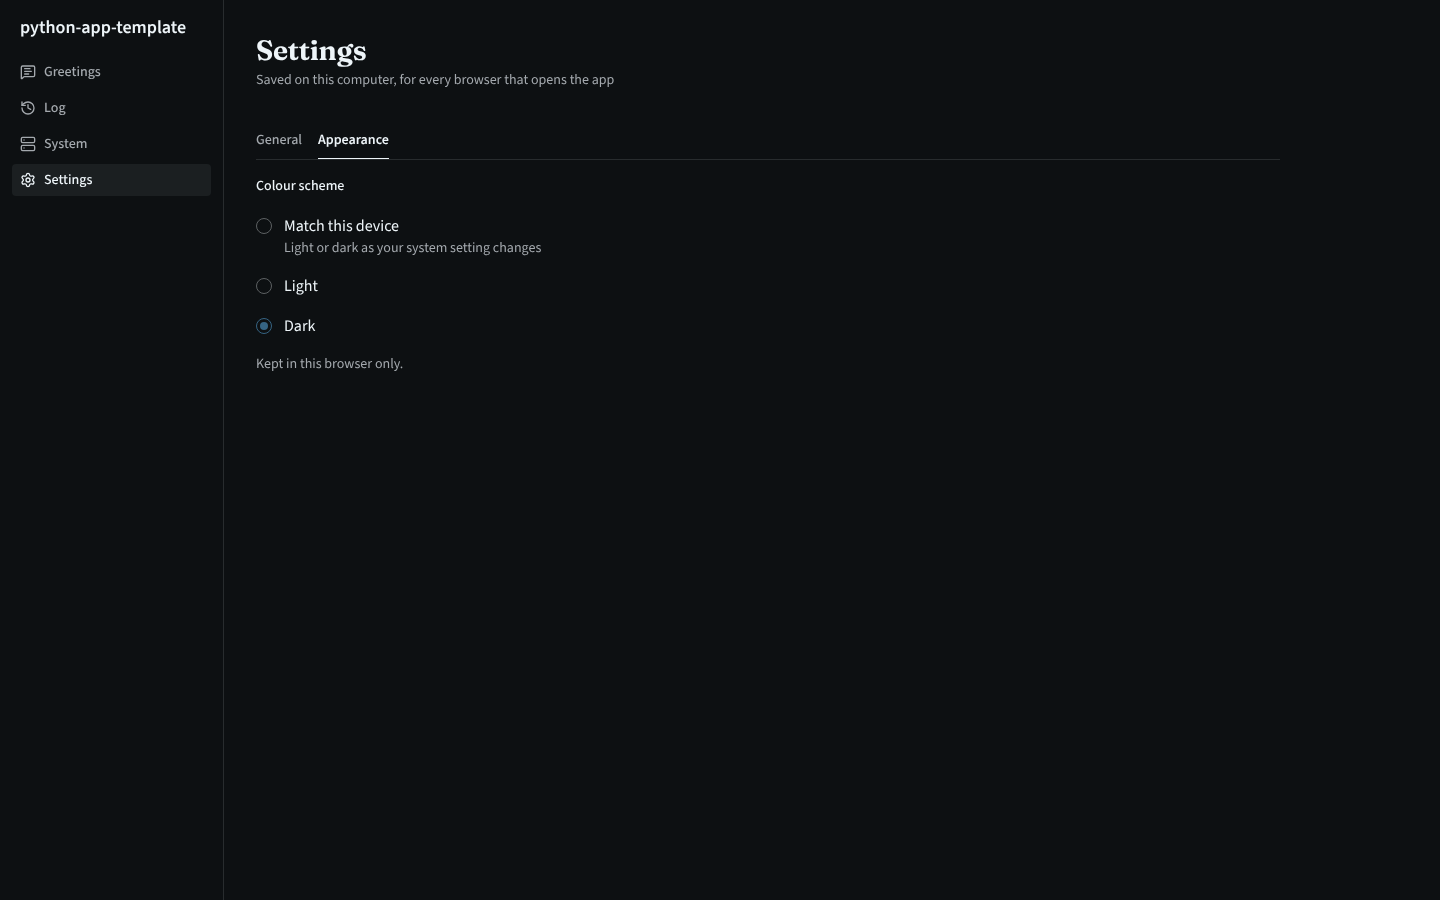 python-app-template
Greetings
Log
System
Settings
Settings
Saved on this computer, for every browser that opens the app
General
Appearance
Colour scheme
Match this device
Light or dark as your system setting changes
Light
Dark
Kept in this browser only.